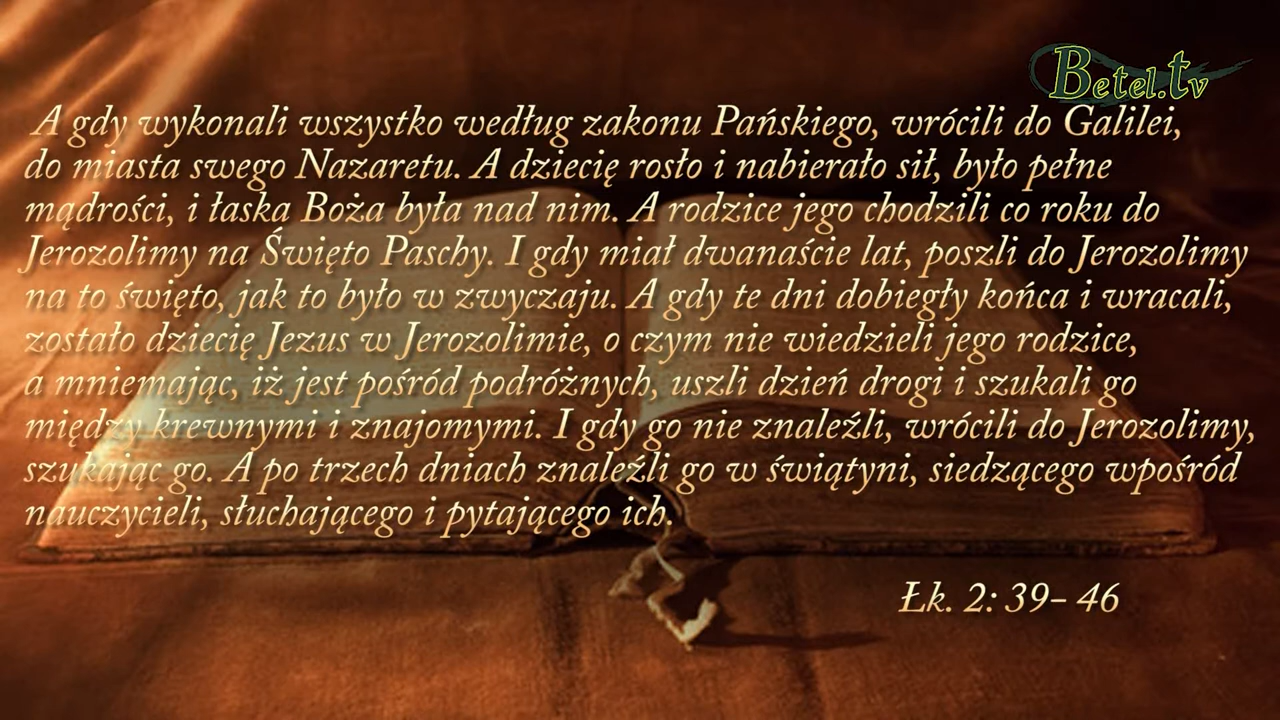 Betel.tv
A gdy wykonali wszystko według zakonu Pańskiego, wrócili do Galilei,
do miasta swego Nazaretu. A dziecię rosło i nabierało sił, było pełne
mądrości, i łaska Boża była nad nim. A rodzice jego chodzili co roku do
Jerozolimy na Święto Paschy. I gdy miał dwanaście lat, poszli do Jerozolimy
na to święto, jak to było w zwyczaju. A gdy te dni dobiegły końca i wracali,
zostało dziecię Jezus w Jerozolimie, o czym nie wiedzieli jego rodzice,
a mniemając, iż jest pośród podróżnych, uszli dzień drogi i szukali go
między krewnymi i znajomymi. I gdy go nie znaleźli, wrócili do Jerozolimy,
szukając go. A po trzech dniach znaleźli go w świątyni, siedzącego wpośród
nauczycieli, słuchającego i pytającego ich.
Łk. 2: 39- 46